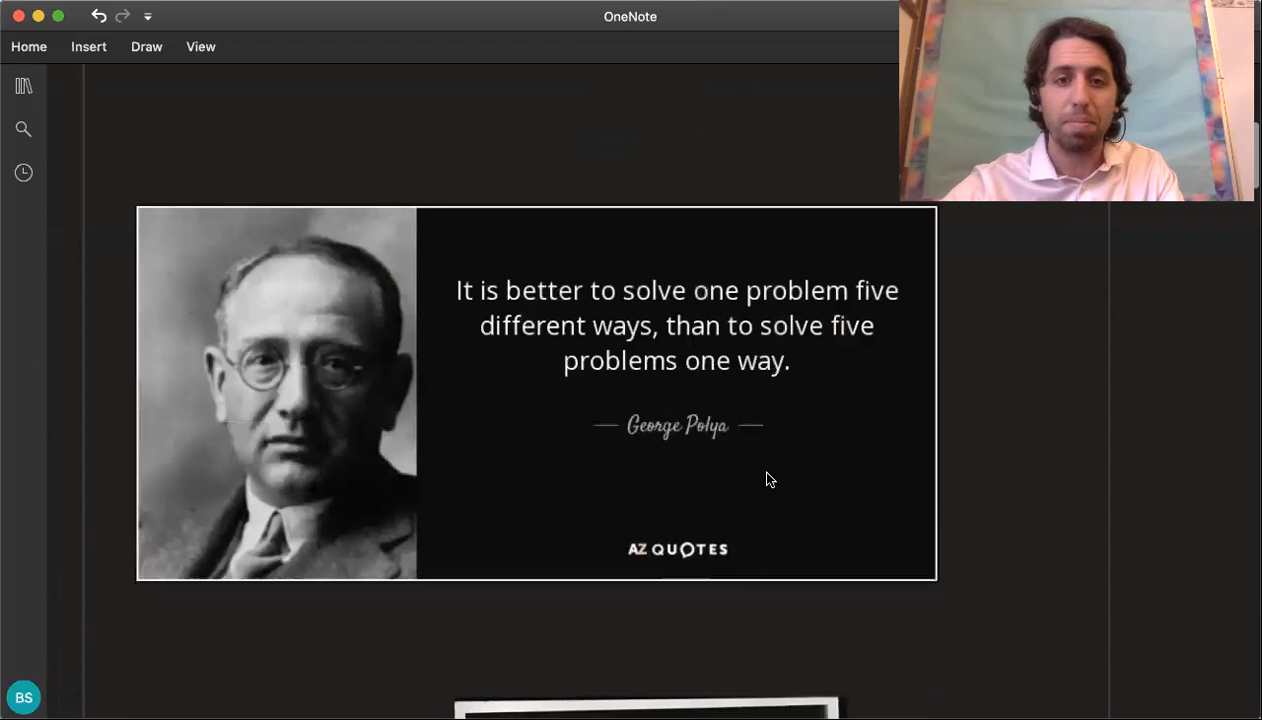 OneNote
Home Insert Draw View
It is better to solve one problem five
different ways, than to solve five
problems one way.
George Polya
AZ QUOTES
BS